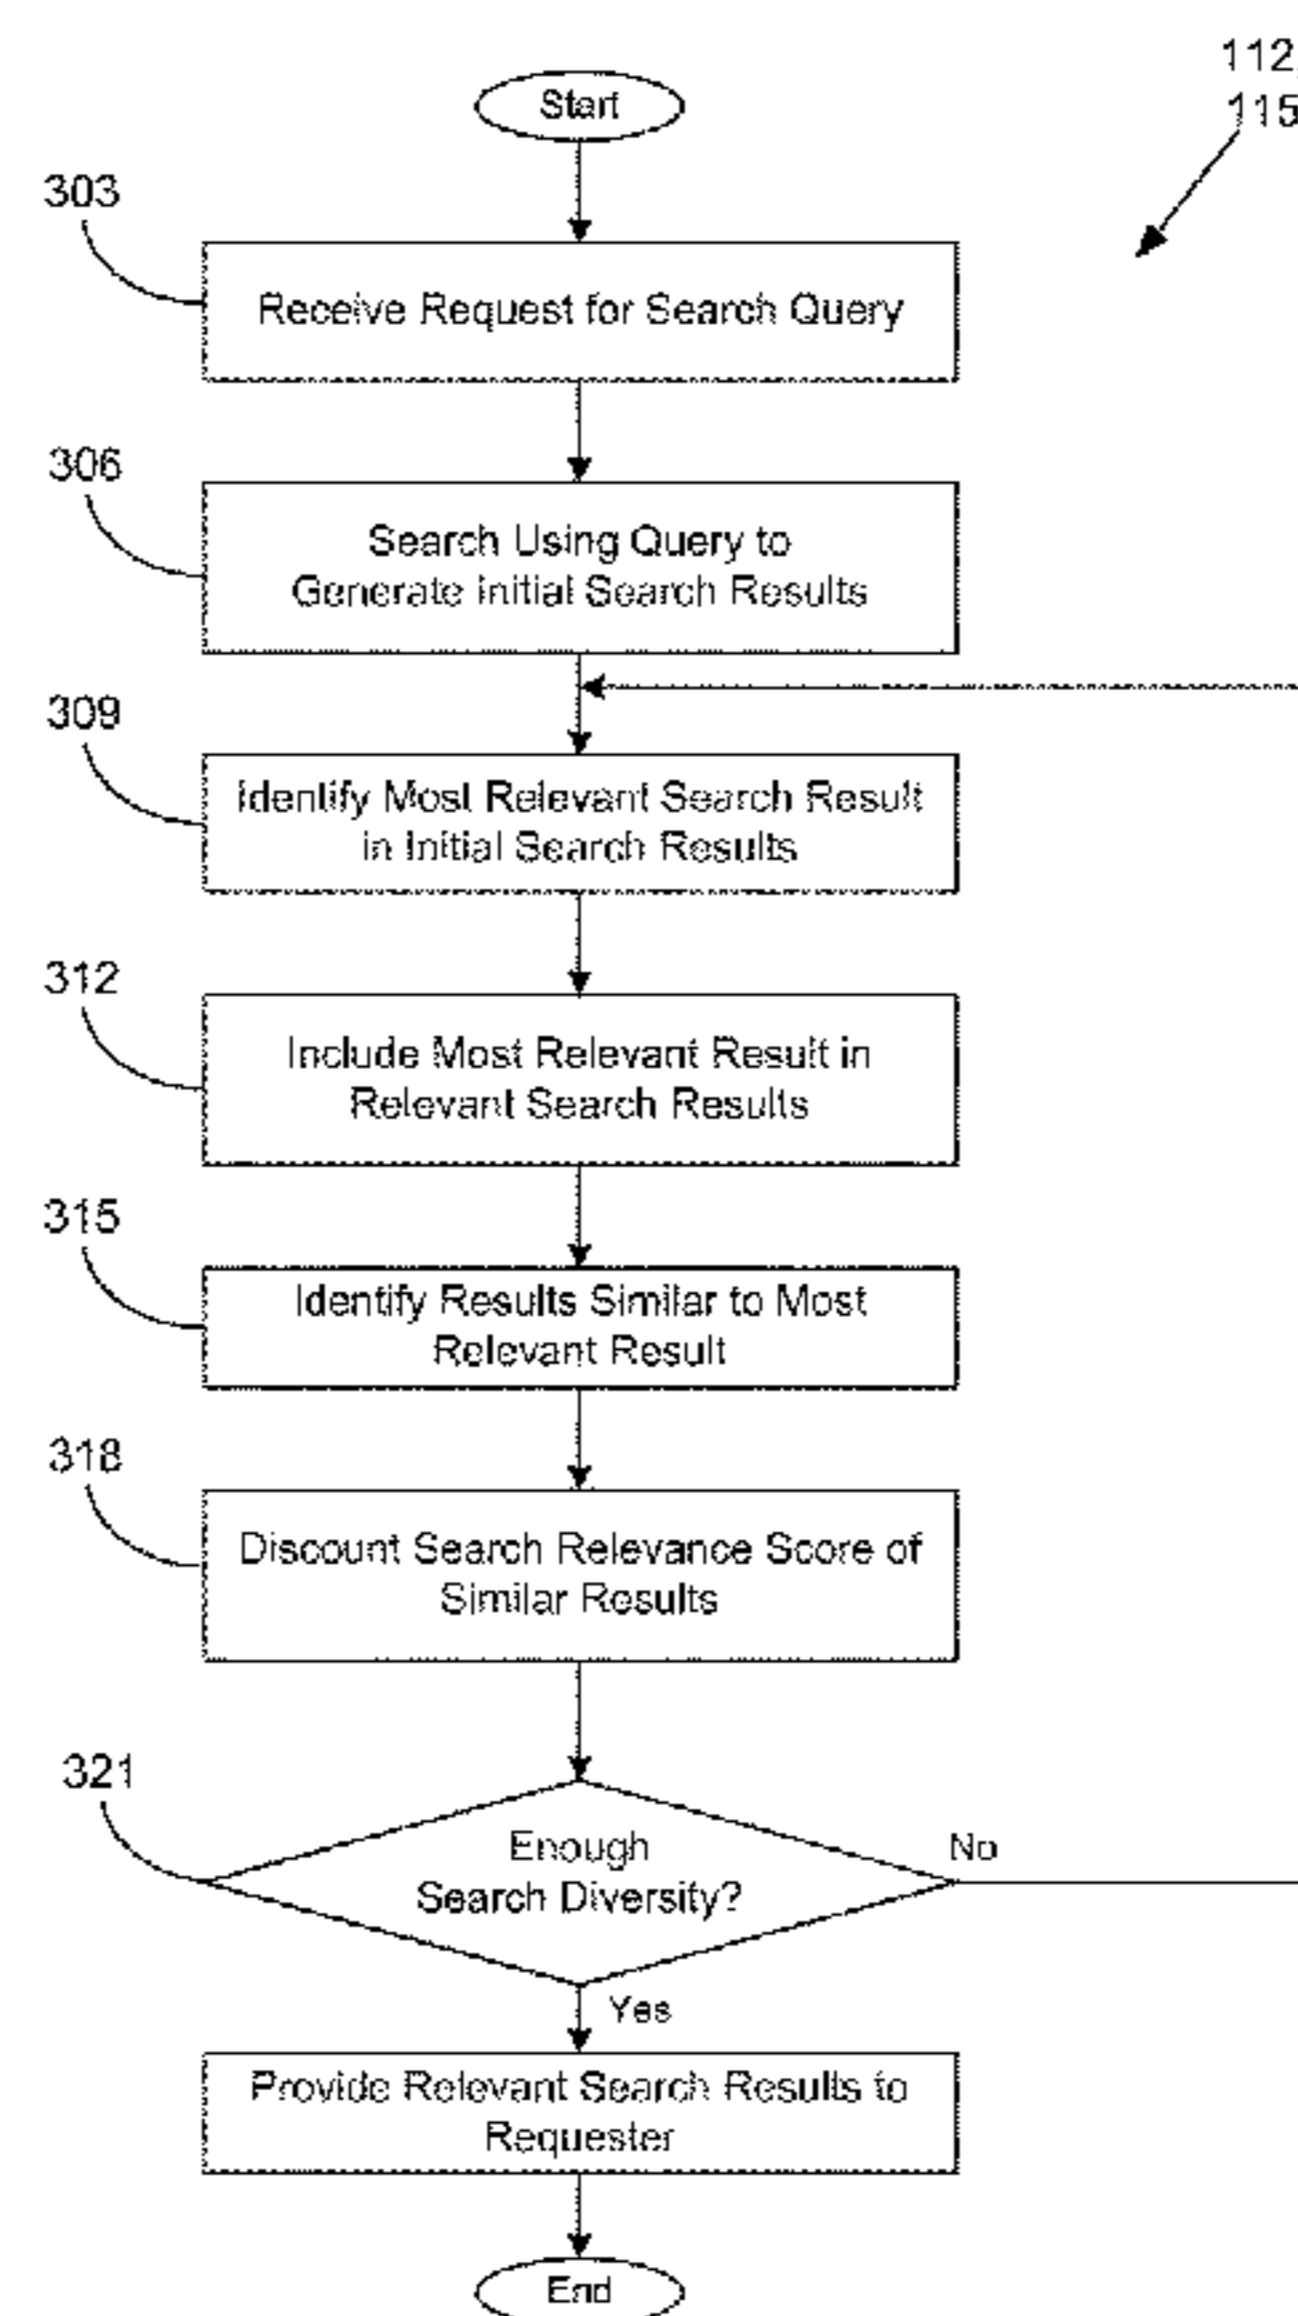 112,
115
Start
303
Receive Request for Search Query
306
Search Using Query to
Generate Initial Search Results
309
Identify Most Relevant Search Result
in Initial Search Results
312
Include Most Relevant Result in
Relevant Search Results
315
Identify Results Similar to Most
Relevant Result
318
Discount Search Relevance Score of
Similar Results
321
Enough
Search Diversity?
No
Yes
Provide Relevant Search Results to
Requester
End